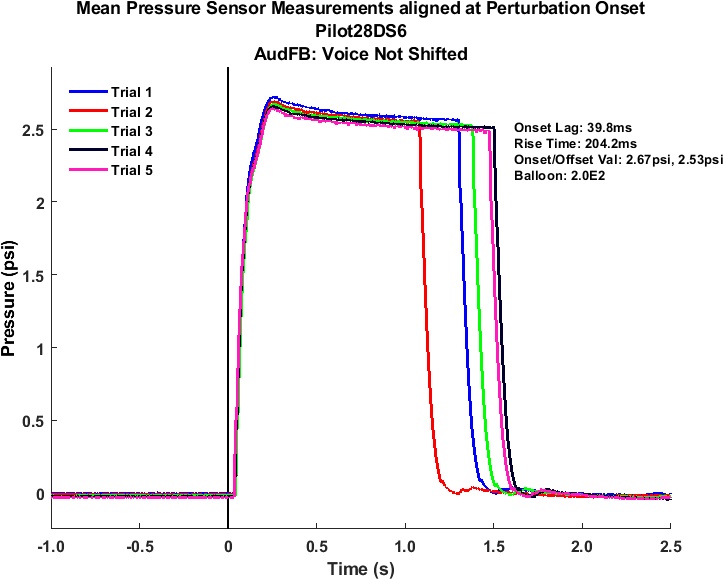 Mean Pressure Sensor Measurements aligned at Perturbation Onset
Pilot28DS6
AudFB: Voice Not Shifted
Trial 1
Trial 2
Trial 3
Trial 4
Trial 5
Onset Lag: 39.8ms
Rise Time: 204.2ms
Onset/Offset Val: 2.67psi, 2.53psi
Balloon: 2.0E2
Pressure (psi)
2.5
2
1.5
1
0.5
0
-1.0 -0.5 0 0.5 1.0 1.5 2.0 2.5
Time (s)